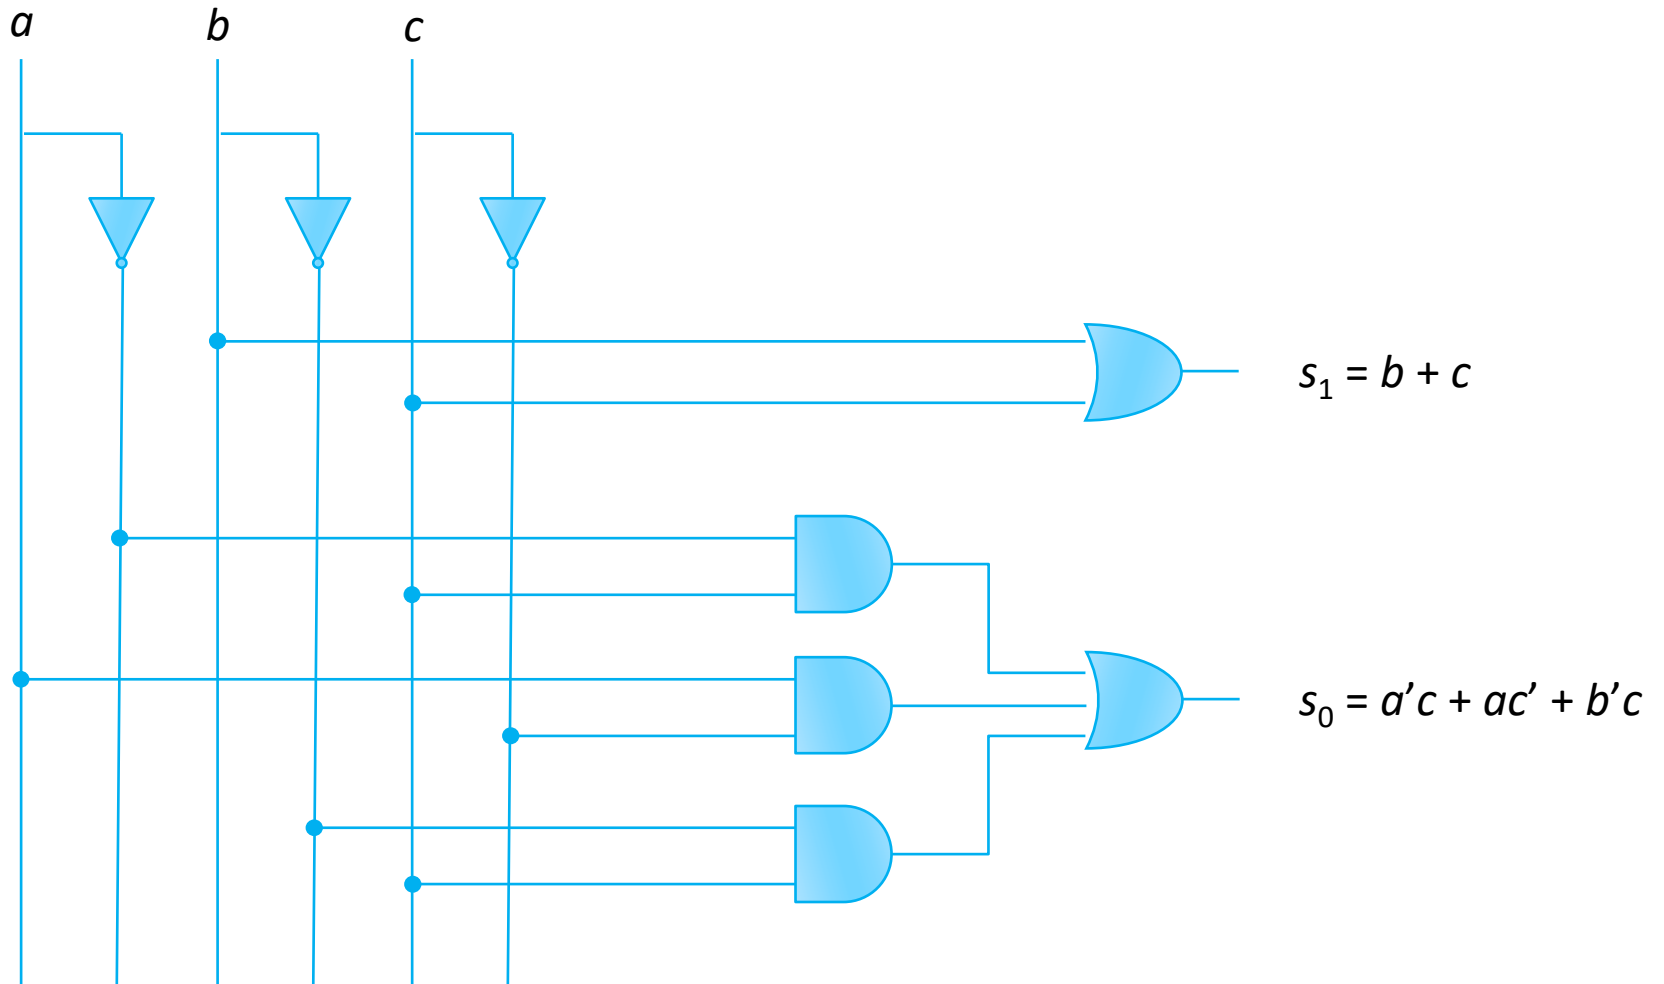 a b c
s₁ = b + c
s₀ = a’c + ac’ + b’c